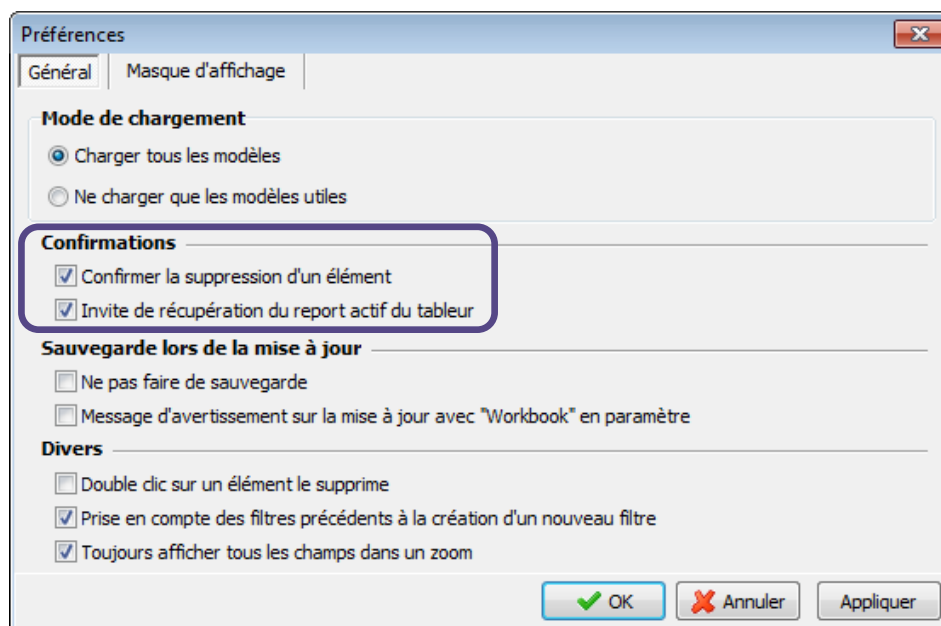 Préférences
Général
Masque d'affichage
Mode de chargement
Charger tous les modèles
Ne charger que les modèles utiles
Confirmations
Confirmer la suppression d'un élément
Invite de récupération du report actif du tableur
Sauvegarde lors de la mise à jour
Ne pas faire de sauvegarde
Message d'avertissement sur la mise à jour avec "Workbook" en paramètre
Divers
Double clic sur un élément le supprime
Prise en compte des filtres précédents à la création d'un nouveau filtre
Toujours afficher tous les champs dans un zoom
OK
Annuler
Appliquer